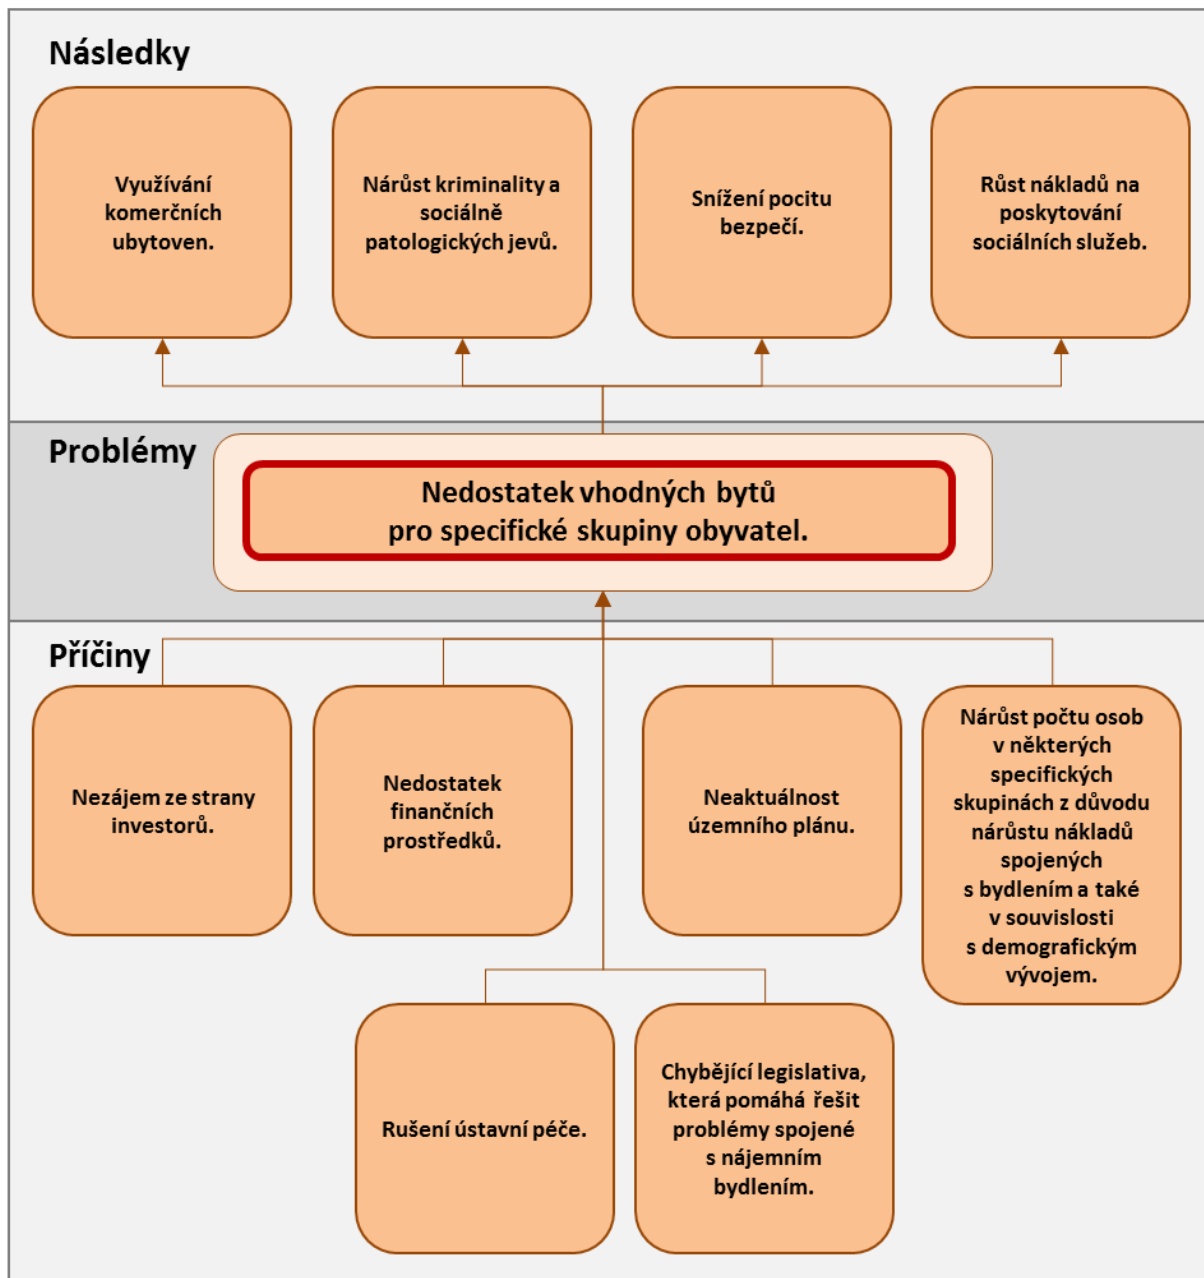 Následky
Využívání
komerčních
ubytoven.
Nárůst kriminality a
sociálně
patologických jevů.
Snížení pocitu
bezpečí.
Růst nákladů na
poskytování
sociálních služeb.
Problémy
Nedostatek vhodných bytů
pro specifické skupiny obyvatel.
Příčiny
Nezájem ze strany
investorů.
Nedostatek
finančních
prostředků.
Neaktuálnost
územního plánu.
Nárůst počtu osob
v některých
specifických
skupinách z důvodu
nárůstu nákladů
spojených
s bydlením a také
v souvislosti
s demografickým
vývojem.
Rušení ústavní péče.
Chybějící legislativa,
která pomáhá řešit
problémy spojené
s nájemním
bydlením.